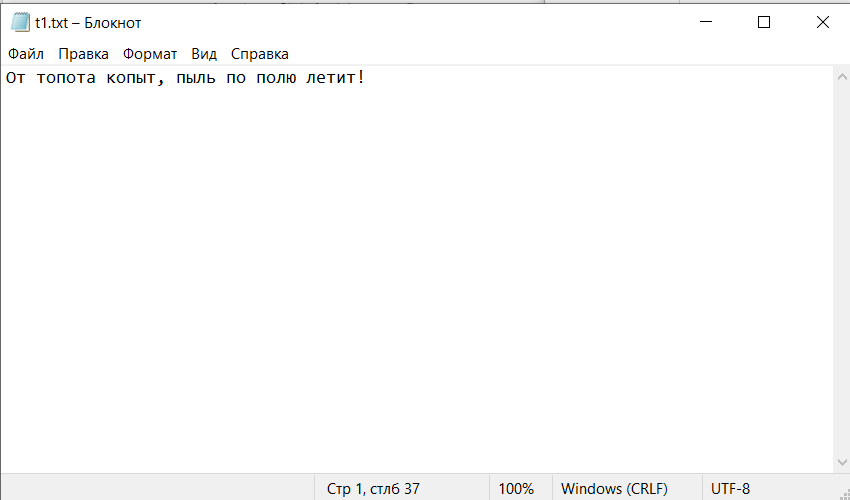 t1.txt – Блокнот
Файл Правка Формат Вид Справка
От топота копыт, пыль по полю летит!
Стр 1, стлб 37 100% Windows (CRLF) UTF-8